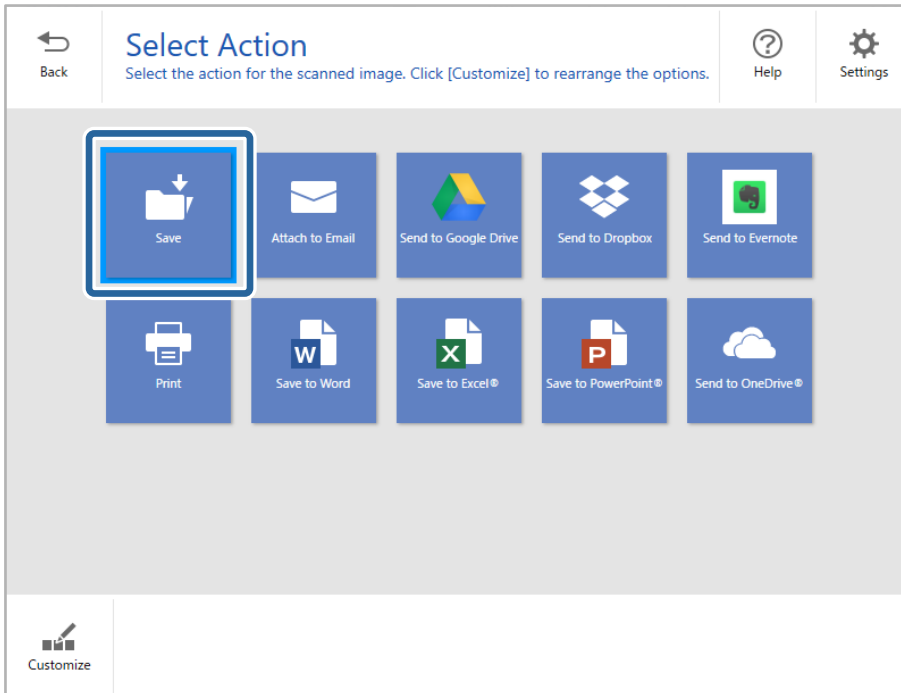 Back
Select Action
Select the action for the scanned image. Click [Customize] to rearrange the options.
Help
Settings
Save
Attach to Email
Send to Google Drive
Send to Dropbox
Send to Evernote
Print
W
Save to Word
X
Save to Excel®
P
Save to PowerPoint®
Send to OneDrive®
Customize